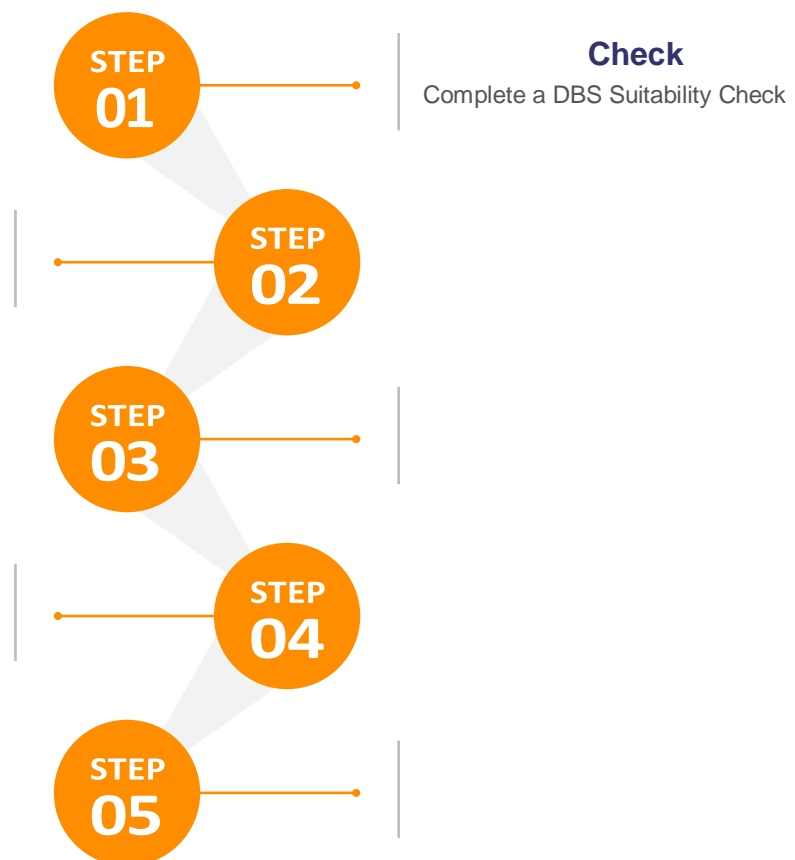 STEP
01
Check
Complete a DBS Suitability Check
STEP
02
STEP
03
STEP
04
STEP
05